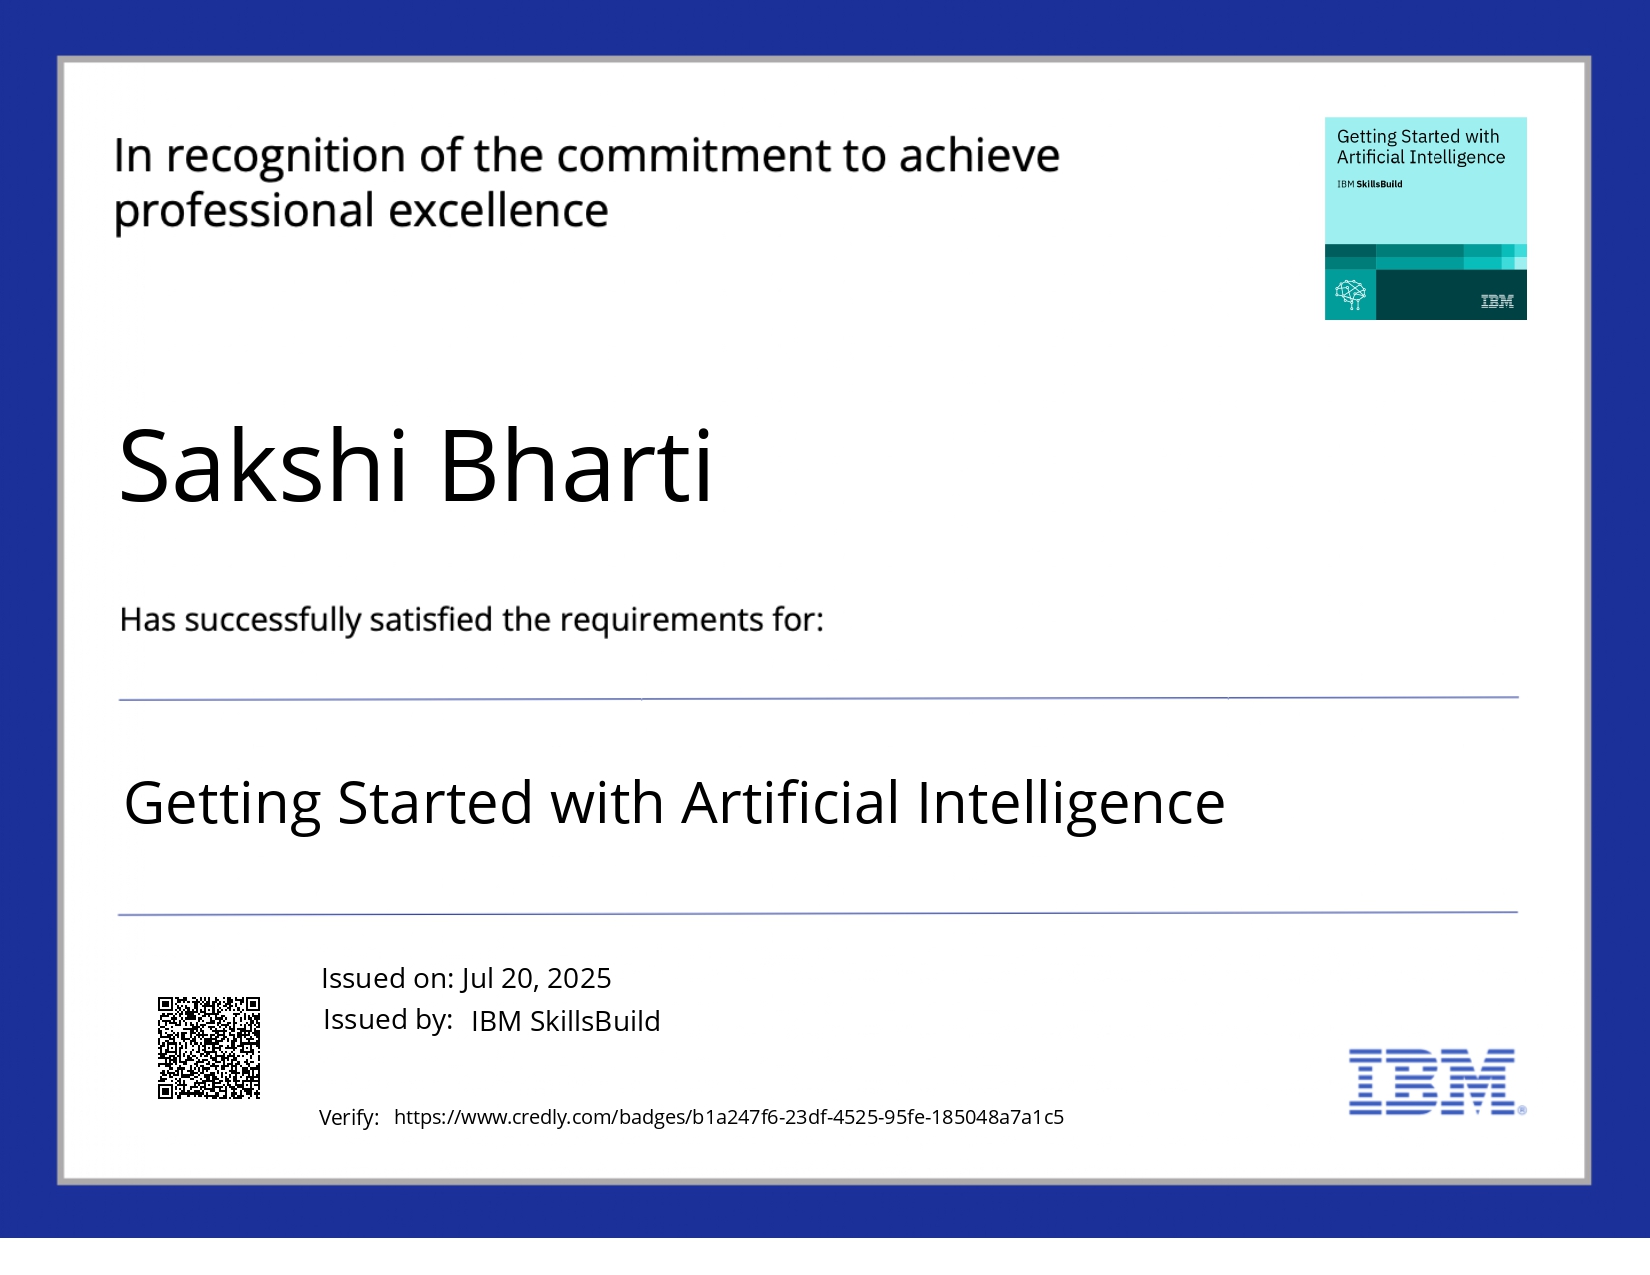 In recognition of the commitment to achieve
professional excellence
Getting Started with
Artificial Intelligence
IBM SkillsBuild
IBM
Sakshi Bharti
Has successfully satisfied the requirements for:
Getting Started with Artificial Intelligence
Issued on: Jul 20, 2025
Issued by: IBM SkillsBuild
IBM®
Verify: https://www.credly.com/badges/b1a247f6-23df-4525-95fe-185048a7a1c5